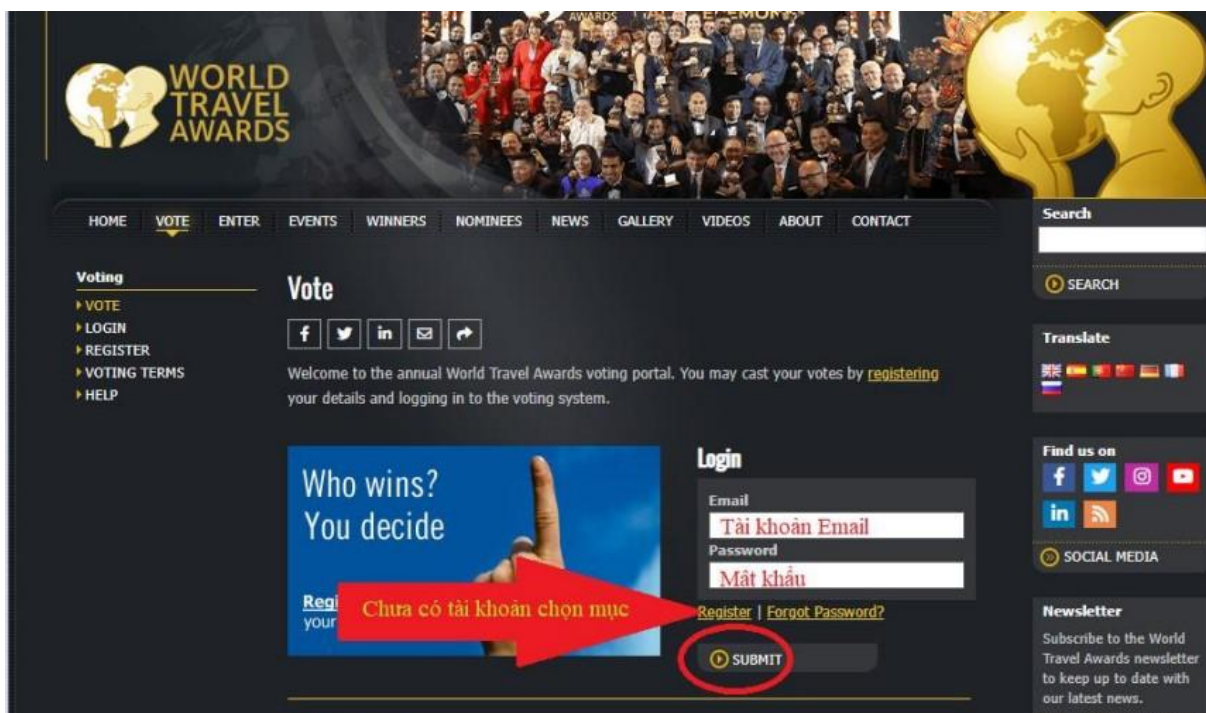 AWARDS
WORLD
TRAVEL
AWARDS
HOME VOTE ENTER EVENTS WINNERS NOMINEES NEWS GALLERY VIDEOS ABOUT CONTACT
Voting
VOTE
LOGIN
REGISTER
VOTING TERMS
HELP
Vote
Welcome to the annual World Travel Awards voting portal. You may cast your votes by registering
your details and logging in to the voting system.
Who wins?
You decide
Regi
your
Chưa có tài khoản chọn mục
Login
Email
Tài khoản Email
Password
Mât khẩu
Register | Forgot Password?
SUBMIT
Search
SEARCH
Translate
Find us on
SOCIAL MEDIA
Newsletter
Subscribe to the World
Travel Awards newsletter
to keep up to date with
our latest news.